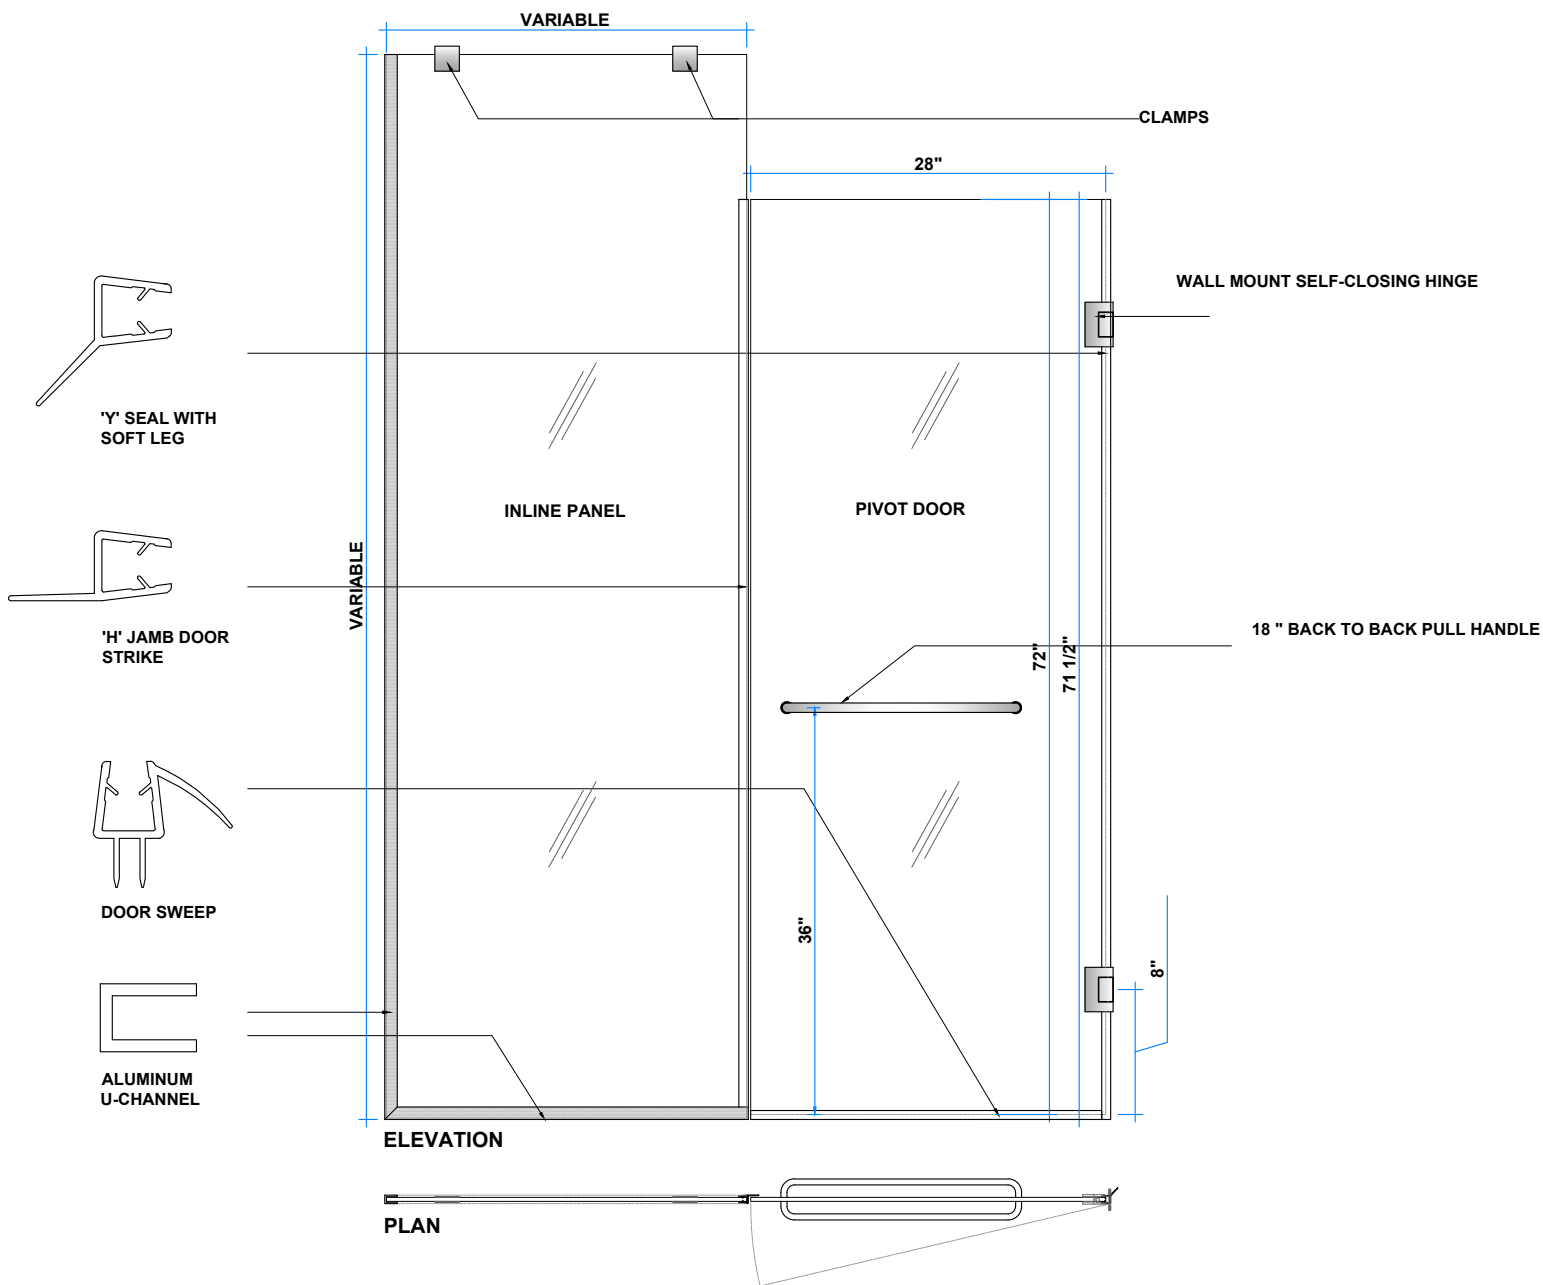 VARIABLE
CLAMPS
28"
WALL MOUNT SELF-CLOSING HINGE
'Y' SEAL WITH
SOFT LEG
INLINE PANEL
PIVOT DOOR
VARIABLE
'H' JAMB DOOR
STRIKE
18 " BACK TO BACK PULL HANDLE
72"
71 1/2"
DOOR SWEEP
36"
8"
ALUMINUM
U-CHANNEL
ELEVATION
PLAN